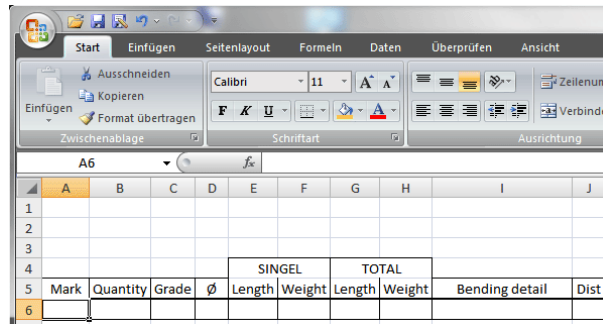 Start Einfügen Seitenlayout Formeln Daten Überprüfen Ansicht
Ausschneiden
Kopieren
Format übertragen
Einfügen
Calibri 11 A A
F K U A
Zeilenum
Verbinde
Zwischenablage Schriftart Ausrichtung
A6 fx
A B C D E F G H I J
1
2
3
4 SINGEL TOTAL
5 Mark Quantity Grade Ø Length Weight Length Weight Bending detail Dist
6